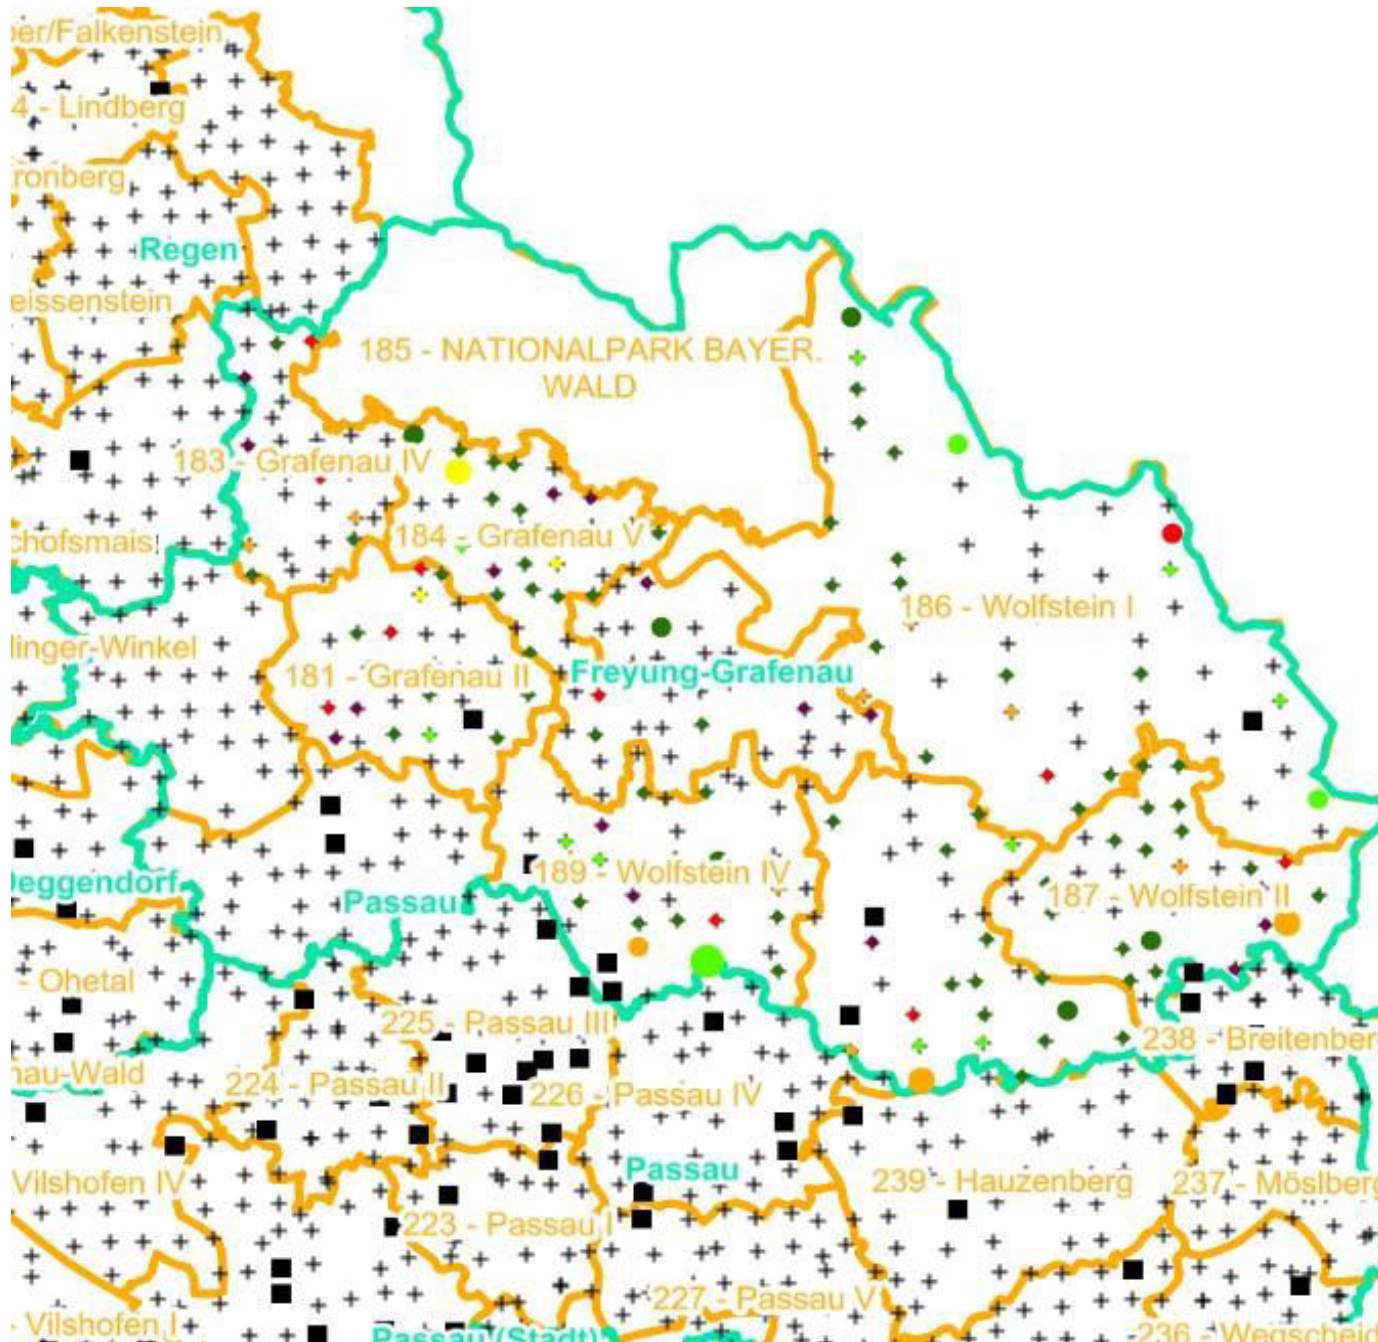 er/Falkenstein
4 - Lindberg
ronberg
Regen
eissenstein
185 - NATIONALPARK BAYER.
WALD
183 - Grafenau IV
184 - Grafenau V
chofsmais
186 - Wolfstein I
linger-Winkel
181 - Grafenau II
Freyung-Grafenau
189 - Wolfstein IV
Deggendorf
187 - Wolfstein II
Passau
- Ohetal
225 - Passau III
238 - Breitenber
nau-Wald
224 - Passau II
226 - Passau IV
Passau
Vilshofen IV
239 - Hauzenberg
237 - Möslberg
223 - Passau I
227 - Passau V
- Vilshofen I
Passau (Stadt)
236 - Wegscheid